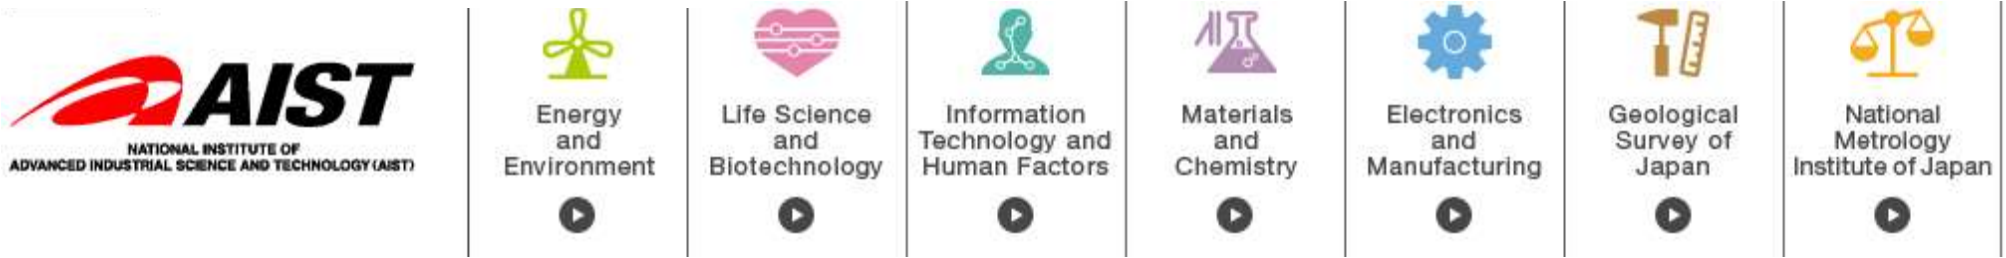 AIST
NATIONAL INSTITUTE OF
ADVANCED INDUSTRIAL SCIENCE AND TECHNOLOGY (AIST)
Energy
and
Environment
Life Science
and
Biotechnology
Information
Technology and
Human Factors
Materials
and
Chemistry
Electronics
and
Manufacturing
Geological
Survey of
Japan
National
Metrology
Institute of Japan